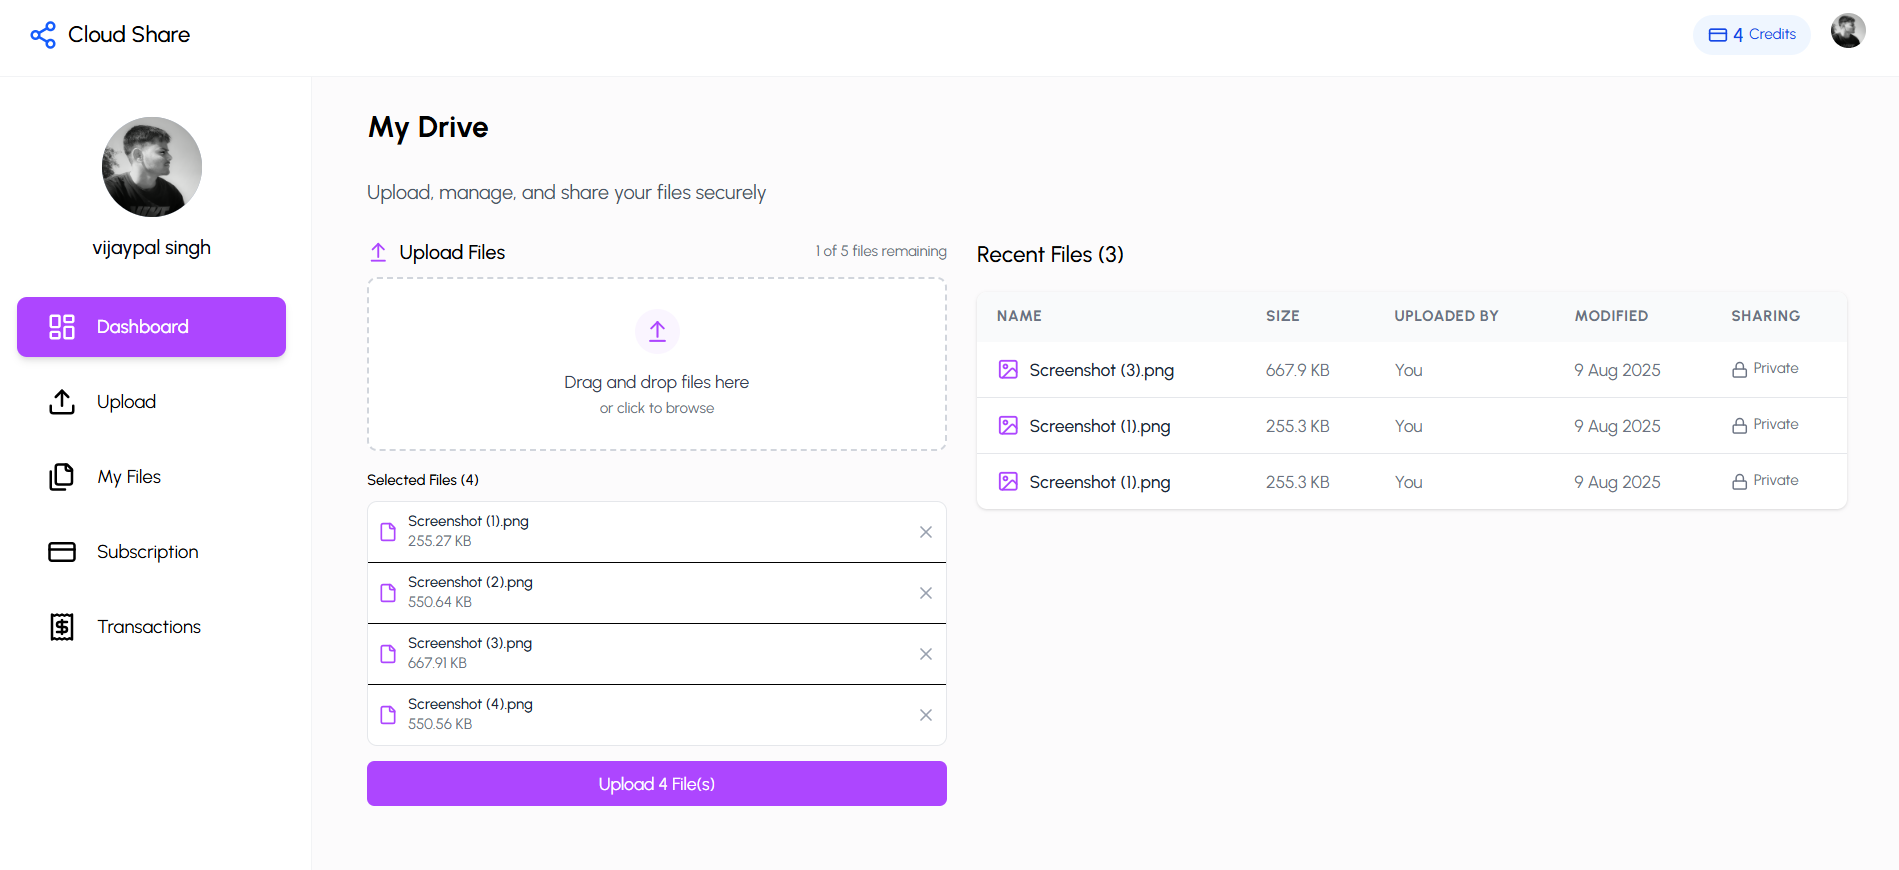 Cloud Share
4 Credits
vijaypal singh
Dashboard
Upload
My Files
Subscription
Transactions
My Drive
Upload, manage, and share your files securely
Upload Files
1 of 5 files remaining
Drag and drop files here
or click to browse
Selected Files (4)
Screenshot (1).png
255.27 KB
Screenshot (2).png
550.64 KB
Screenshot (3).png
667.91 KB
Screenshot (4).png
550.56 KB
Upload 4 File(s)
Recent Files (3)
NAME SIZE UPLOADED BY MODIFIED SHARING
Screenshot (3).png 667.9 KB You 9 Aug 2025 Private
Screenshot (1).png 255.3 KB You 9 Aug 2025 Private
Screenshot (1).png 255.3 KB You 9 Aug 2025 Private